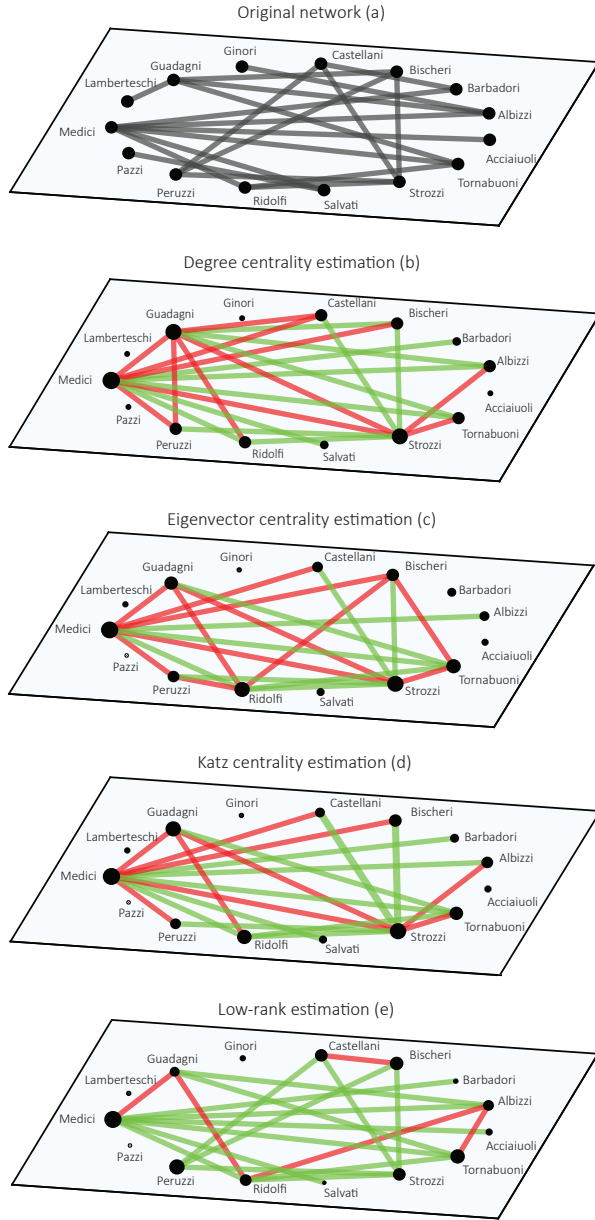 Original network (a)
Ginori
Castellani
Guadagni
Bischeri
Lamberteschi
Barbadori
Albizzi
Medici
Acciaiuoli
Pazzi
Tornabuoni
Peruzzi
Ridolfi
Salvati
Strozzi
Degree centrality estimation (b)
Guadagni
Ginori
Castellani
Bischeri
Lamberteschi
Barbadori
Medici
Albizzi
Acciaiuoli
Pazzi
Tornabuoni
Peruzzi
Ridolfi
Salvati
Strozzi
Eigenvector centrality estimation (c)
Ginori
Castellani
Guadagni
Bischeri
Lamberteschi
Barbadori
Albizzi
Medici
Acciaiuoli
Pazzi
Tornabuoni
Peruzzi
Ridolfi
Salvati
Strozzi
Katz centrality estimation (d)
Ginori
Castellani
Guadagni
Bischeri
Lamberteschi
Barbadori
Albizzi
Medici
Acciaiuoli
Pazzi
Tornabuoni
Peruzzi
Ridolfi
Salvati
Strozzi
Low-rank estimation (e)
Ginori
Castellani
Guadagni
Bischeri
Lamberteschi
Barbadori
Albizzi
Medici
Acciaiuoli
Pazzi
Tornabuoni
Peruzzi
Ridolfi
Salvati
Strozzi